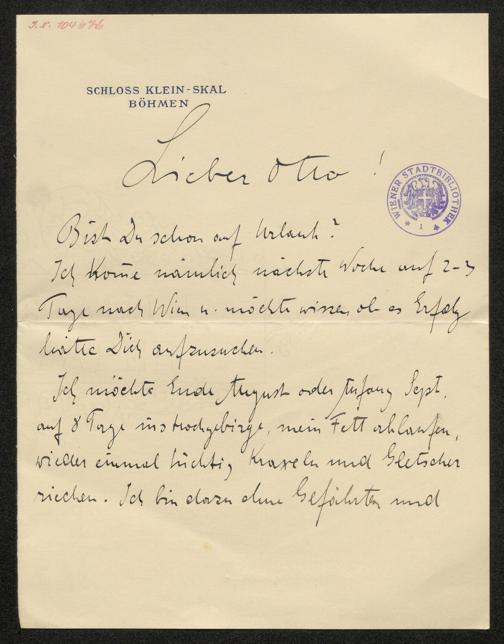 J.N. 104676
SCHLOSS KLEIN-SKAL
BÖHMEN
Lieber Otto!
WIENER STADTBIBLIOTHEK
1
Bist Du schon auf Urlaub?
Ich kom̄e nämlich nächste Woche auf 2-3
Tage nach Wien u. möchte wissen ob es Erfolg
hätte Dich aufzusuchen.
Ich möchte Ende August oder Anfang Sept.
auf 8 Tage ins Hochgebirge, mein Fett ablaufen,
wieder einmal tüchtig Kraxeln und Gletscher
riechen. Ich bin dazu ohne Gefährten und